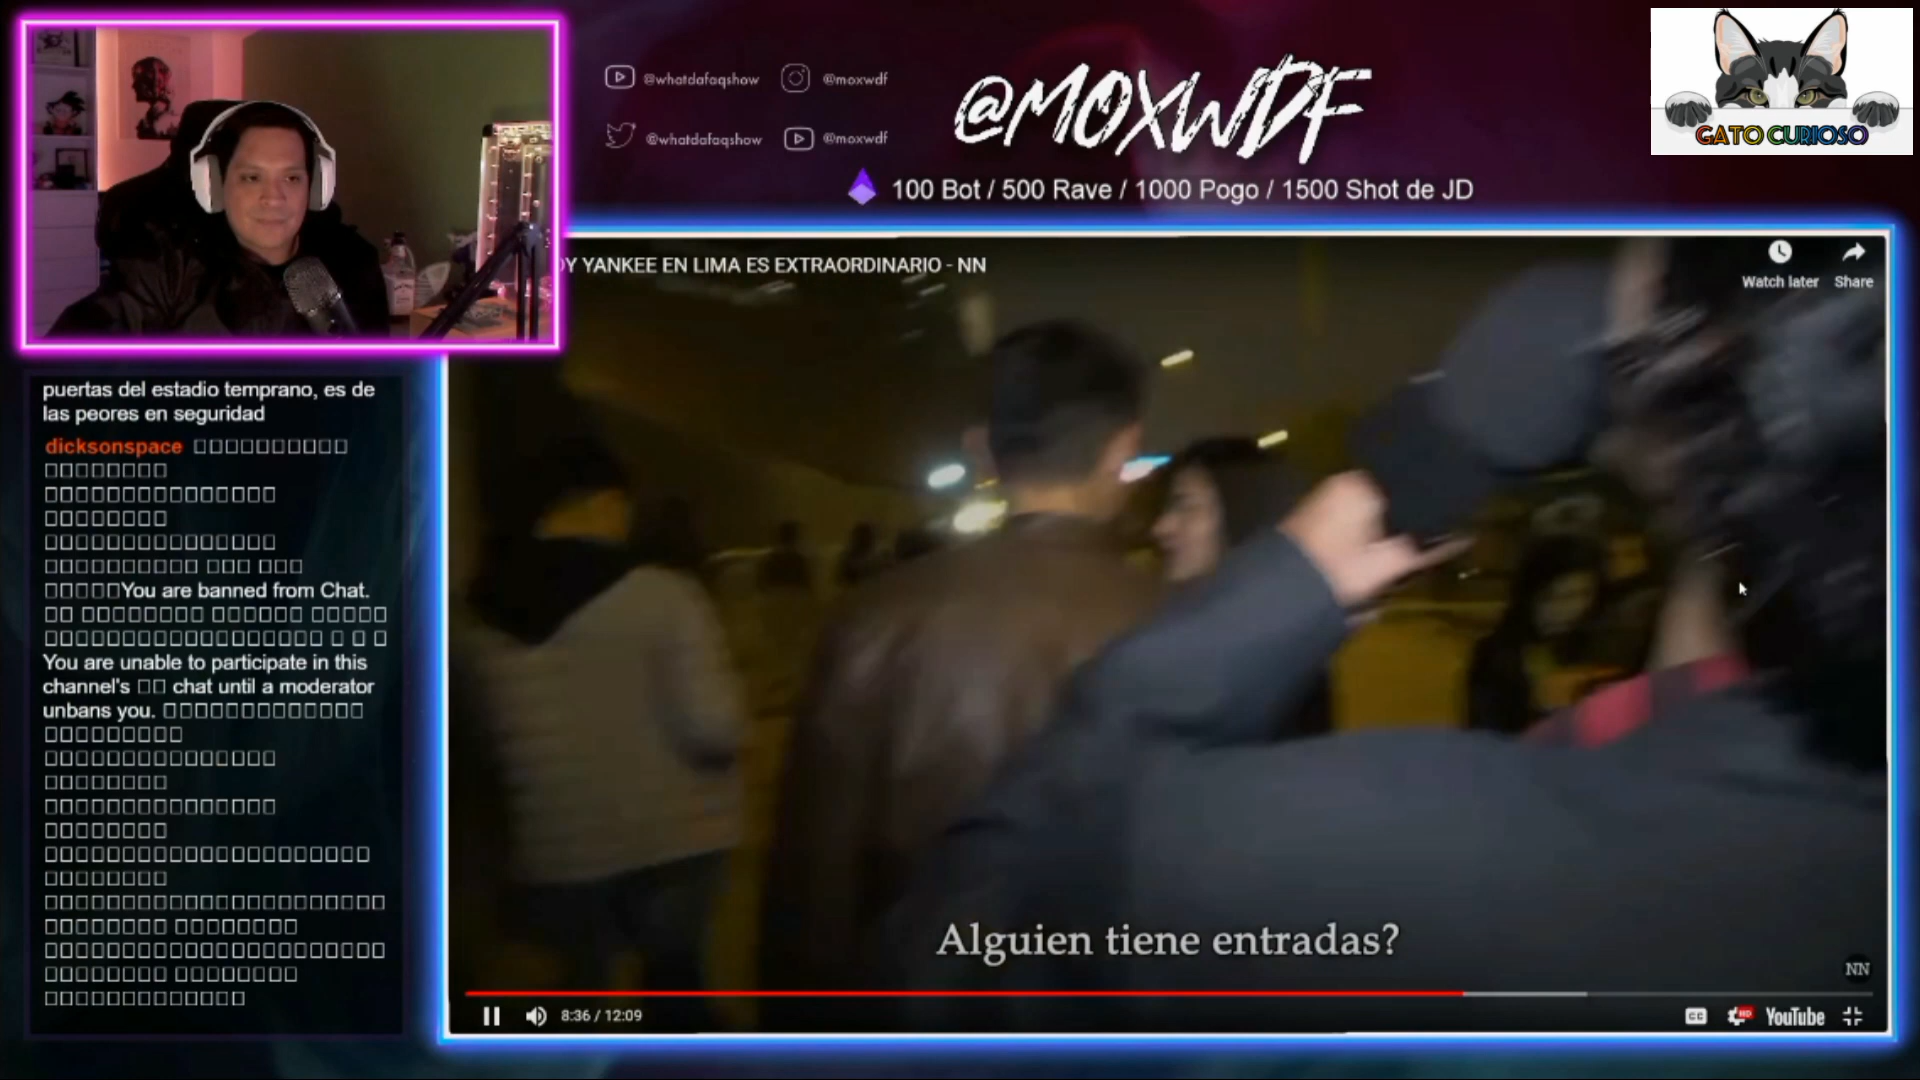 @whatdafaqshow
@moxwdf
@whatdafaqshow
@moxwdf
@MOXWDF
100 Bot / 500 Rave / 1000 Pogo / 1500 Shot de JD
GATO CURIOSO
Y YANKEE EN LIMA ES EXTRAORDINARIO - NN
Watch later
Share
puertas del estadio temprano, es de
las peores en seguridad
dicksonspace
You are banned from Chat.
You are unable to participate in this
channel's chat until a moderator
unbans you.
Alguien tiene entradas?
NN
8:36 / 12:09
CC
HD
YouTube